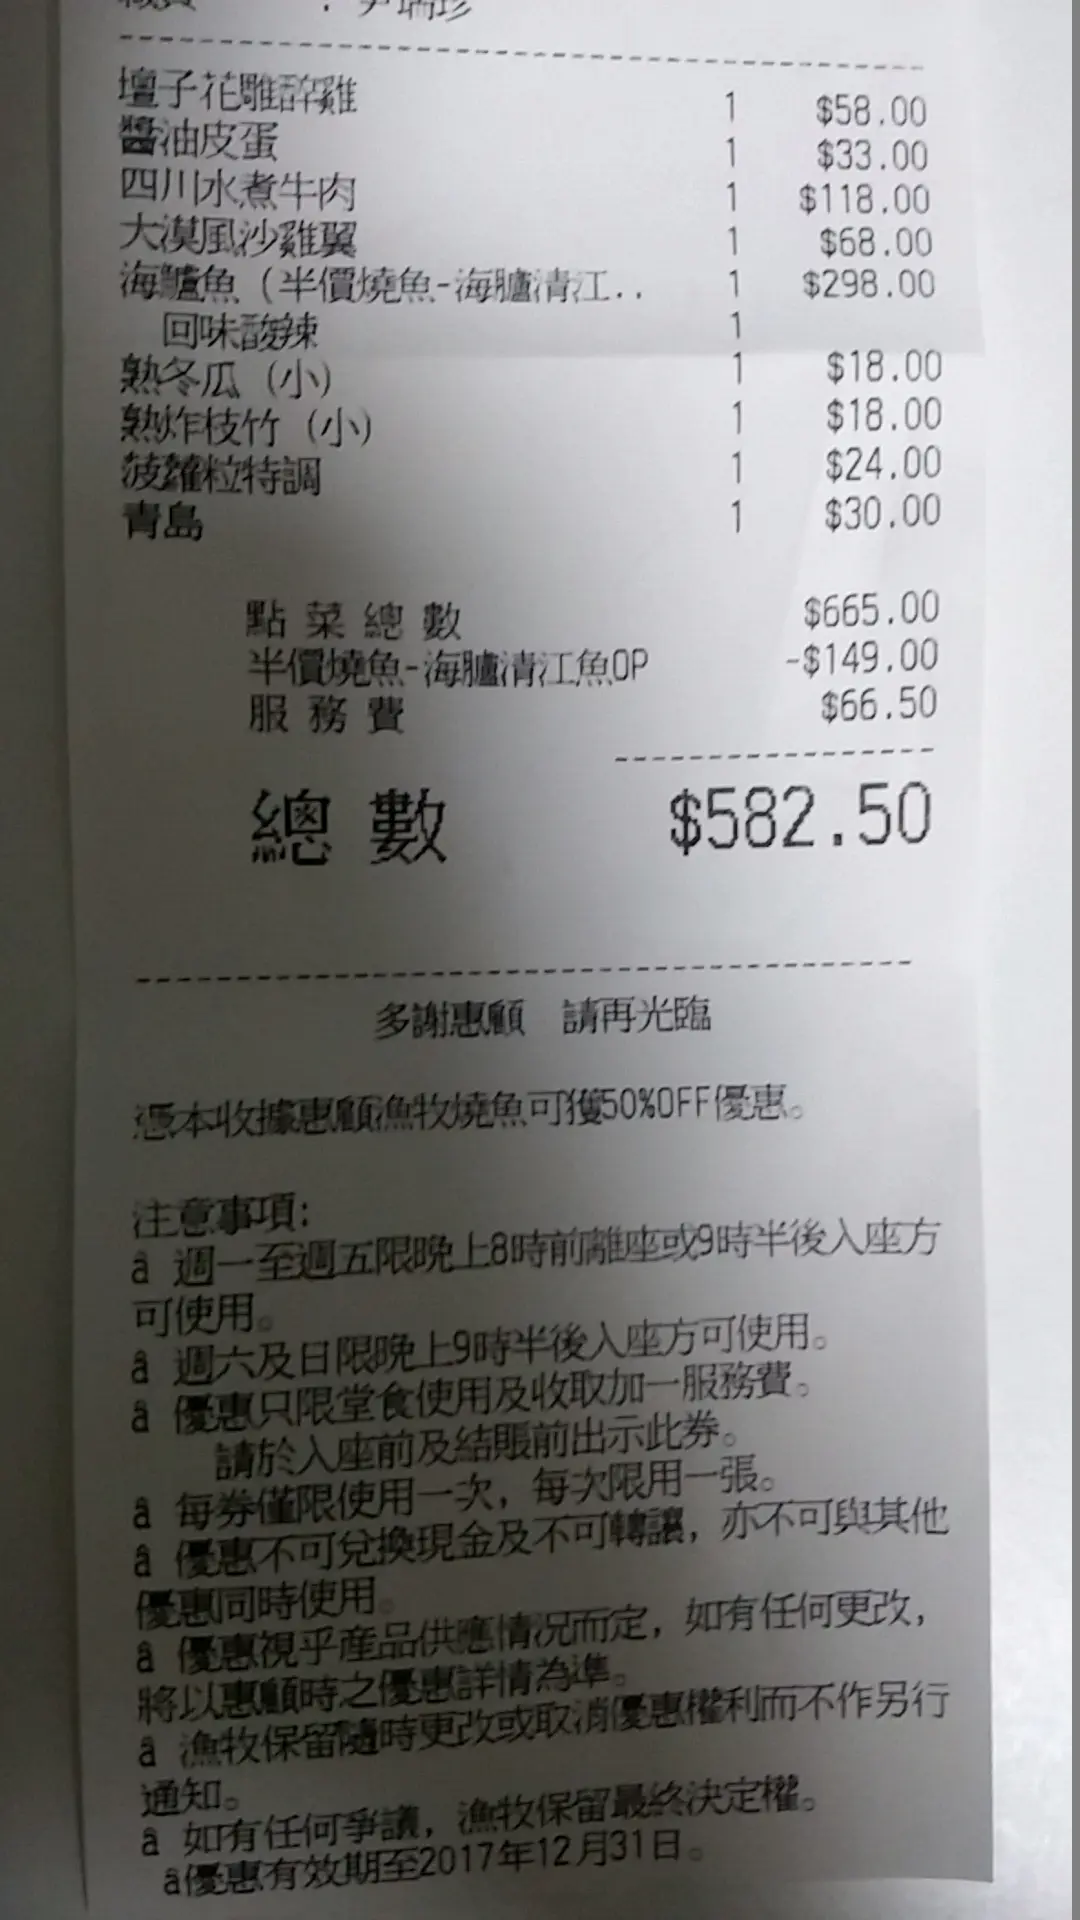 職員 : 尹瑞珍
壇子花雕醉雞 1 $58.00
醬油皮蛋 1 $33.00
四川水煮牛肉 1 $118.00
大漠風沙雞翼 1 $68.00
海鱸魚 (半價燒魚-海臚清江.. 1 $298.00
回味酸辣 1
熟冬瓜 (小) 1 $18.00
熟炸枝竹 (小) 1 $18.00
菠蘿粒特調 1 $24.00
青島 1 $30.00
點菜總數 $665.00
半價燒魚-海臚清江魚OP -$149.00
服務費 $66.50
總數 $582.50
多謝惠顧 請再光臨
憑本收據惠顧漁牧燒魚可獲50%OFF優惠。
注意事項:
â 週一至週五限晚上8時前離座或9時半後入座方
可使用。
â 週六及日限晚上9時半後入座方可使用。
â 優惠只限堂食使用及收取加一服務費。
請於入座前及結賬前出示此券。
â 每券僅限使用一次，每次限用一張。
â 優惠不可兌換現金及不可轉讓，亦不可與其他
優惠同時使用。
â 優惠視乎產品供應情況而定，如有任何更改，
將以惠顧時之優惠詳情為準。
â 漁牧保留隨時更改或取消優惠權利而不作另行
通知。
â 如有任何爭議，漁牧保留最終決定權。
â優惠有效期至2017年12月31日。